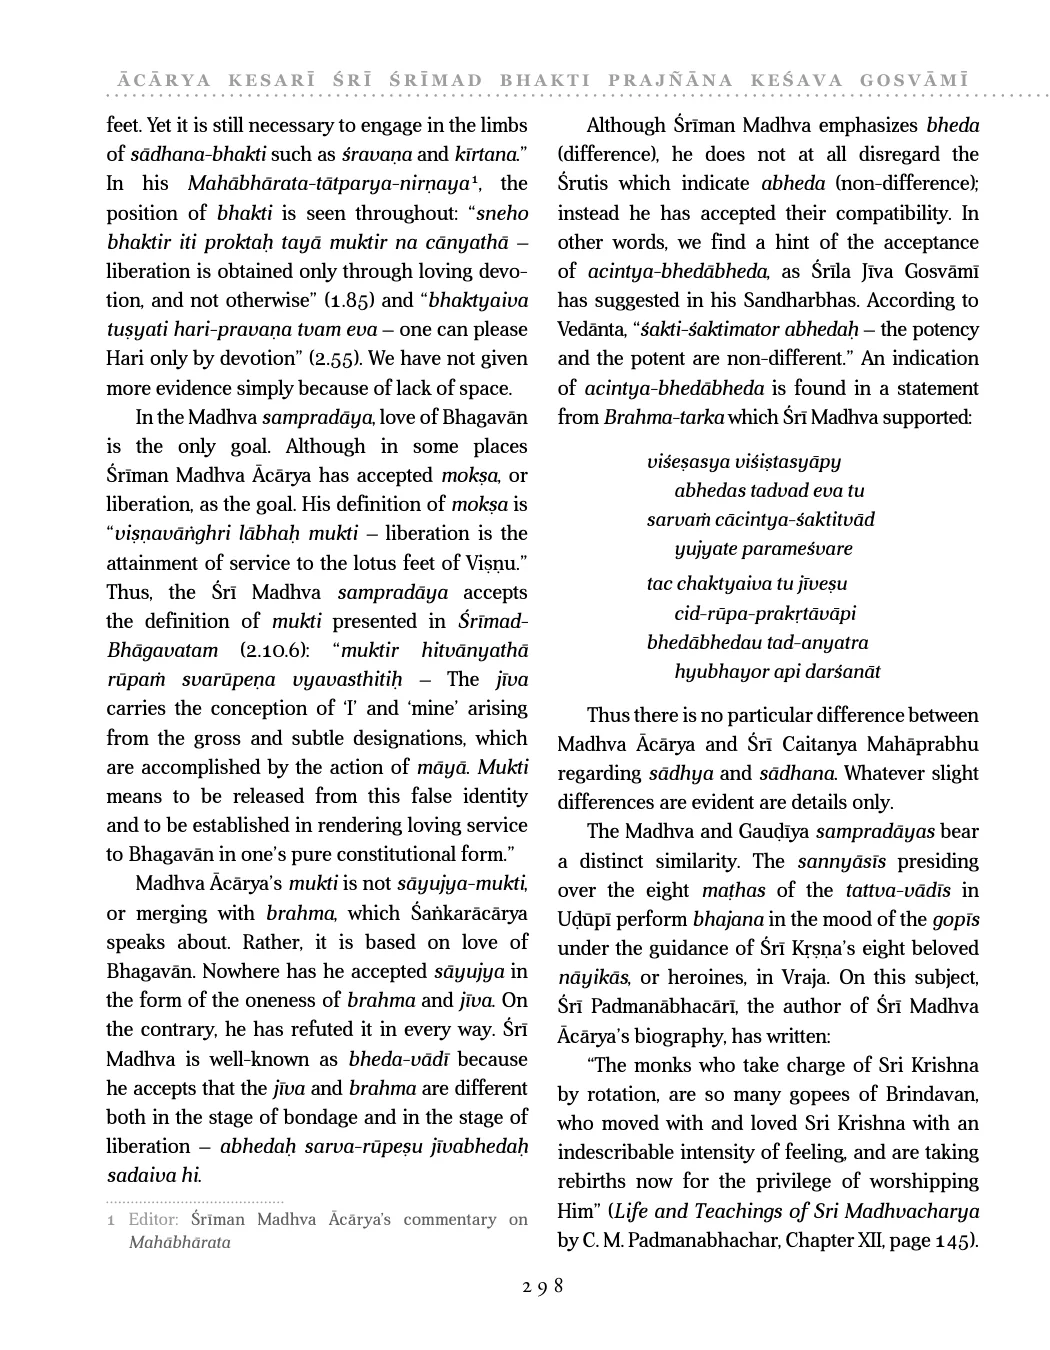 ĀCĀRYA KESARĪ ŚRĪ ŚRĪMAD BHAKTI PRAJÑĀNA KEŚAVA GOSVĀMĪ
feet. Yet it is still necessary to engage in the limbs
of sādhana-bhakti such as śravaṇa and kīrtana.”
In his Mahābhārata-tātparya-nirṇaya¹, the
position of bhakti is seen throughout: “sneho
bhaktir iti proktaḥ tayā muktir na cānyathā –
liberation is obtained only through loving devo-
tion, and not otherwise” (1.85) and “bhaktyaiva
tuṣyati hari-pravaṇa tvam eva – one can please
Hari only by devotion” (2.55). We have not given
more evidence simply because of lack of space.
In the Madhva sampradāya, love of Bhagavān
is the only goal. Although in some places
Śrīman Madhva Ācārya has accepted mokṣa, or
liberation, as the goal. His definition of mokṣa is
“viṣṇavāṅghri lābhaḥ mukti – liberation is the
attainment of service to the lotus feet of Viṣṇu.”
Thus, the Śrī Madhva sampradāya accepts
the definition of mukti presented in Śrīmad-
Bhāgavatam (2.10.6): “muktir hitvānyathā
rūpaṁ svarūpeṇa vyavasthitiḥ – The jīva
carries the conception of ‘I’ and ‘mine’ arising
from the gross and subtle designations, which
are accomplished by the action of māyā. Mukti
means to be released from this false identity
and to be established in rendering loving service
to Bhagavān in one’s pure constitutional form.”
Madhva Ācārya’s mukti is not sāyujya-mukti,
or merging with brahma, which Śaṅkarācārya
speaks about. Rather, it is based on love of
Bhagavān. Nowhere has he accepted sāyujya in
the form of the oneness of brahma and jīva. On
the contrary, he has refuted it in every way. Śrī
Madhva is well-known as bheda-vādī because
he accepts that the jīva and brahma are different
both in the stage of bondage and in the stage of
liberation – abhedaḥ sarva-rūpeṣu jīvabhedaḥ
sadaiva hi.
1 Editor: Śrīman Madhva Ācārya’s commentary on
Mahābhārata
Although Śrīman Madhva emphasizes bheda
(difference), he does not at all disregard the
Śrutis which indicate abheda (non-difference);
instead he has accepted their compatibility. In
other words, we find a hint of the acceptance
of acintya-bhedābheda, as Śrīla Jīva Gosvāmī
has suggested in his Sandharbhas. According to
Vedānta, “śakti-śaktimator abhedaḥ – the potency
and the potent are non-different.” An indication
of acintya-bhedābheda is found in a statement
from Brahma-tarka which Śrī Madhva supported:
viśeṣasya viśiṣtasyāpy
abhedas tadvad eva tu
sarvaṁ cācintya-śaktitvād
yujyate parameśvare
tac chaktyaiva tu jīveṣu
cid-rūpa-prakṛtāvāpi
bhedābhedau tad-anyatra
hyubhayor api darśanāt
Thus there is no particular difference between
Madhva Ācārya and Śrī Caitanya Mahāprabhu
regarding sādhya and sādhana. Whatever slight
differences are evident are details only.
The Madhva and Gauḍīya sampradāyas bear
a distinct similarity. The sannyāsīs presiding
over the eight maṭhas of the tattva-vādīs in
Uḍūpī perform bhajana in the mood of the gopīs
under the guidance of Śrī Kṛṣṇa’s eight beloved
nāyikās, or heroines, in Vraja. On this subject,
Śrī Padmanābhacārī, the author of Śrī Madhva
Ācārya’s biography, has written:
“The monks who take charge of Sri Krishna
by rotation, are so many gopees of Brindavan,
who moved with and loved Sri Krishna with an
indescribable intensity of feeling, and are taking
rebirths now for the privilege of worshipping
Him” (Life and Teachings of Sri Madhvacharya
by C. M. Padmanabhachar, Chapter XII, page 145).
298